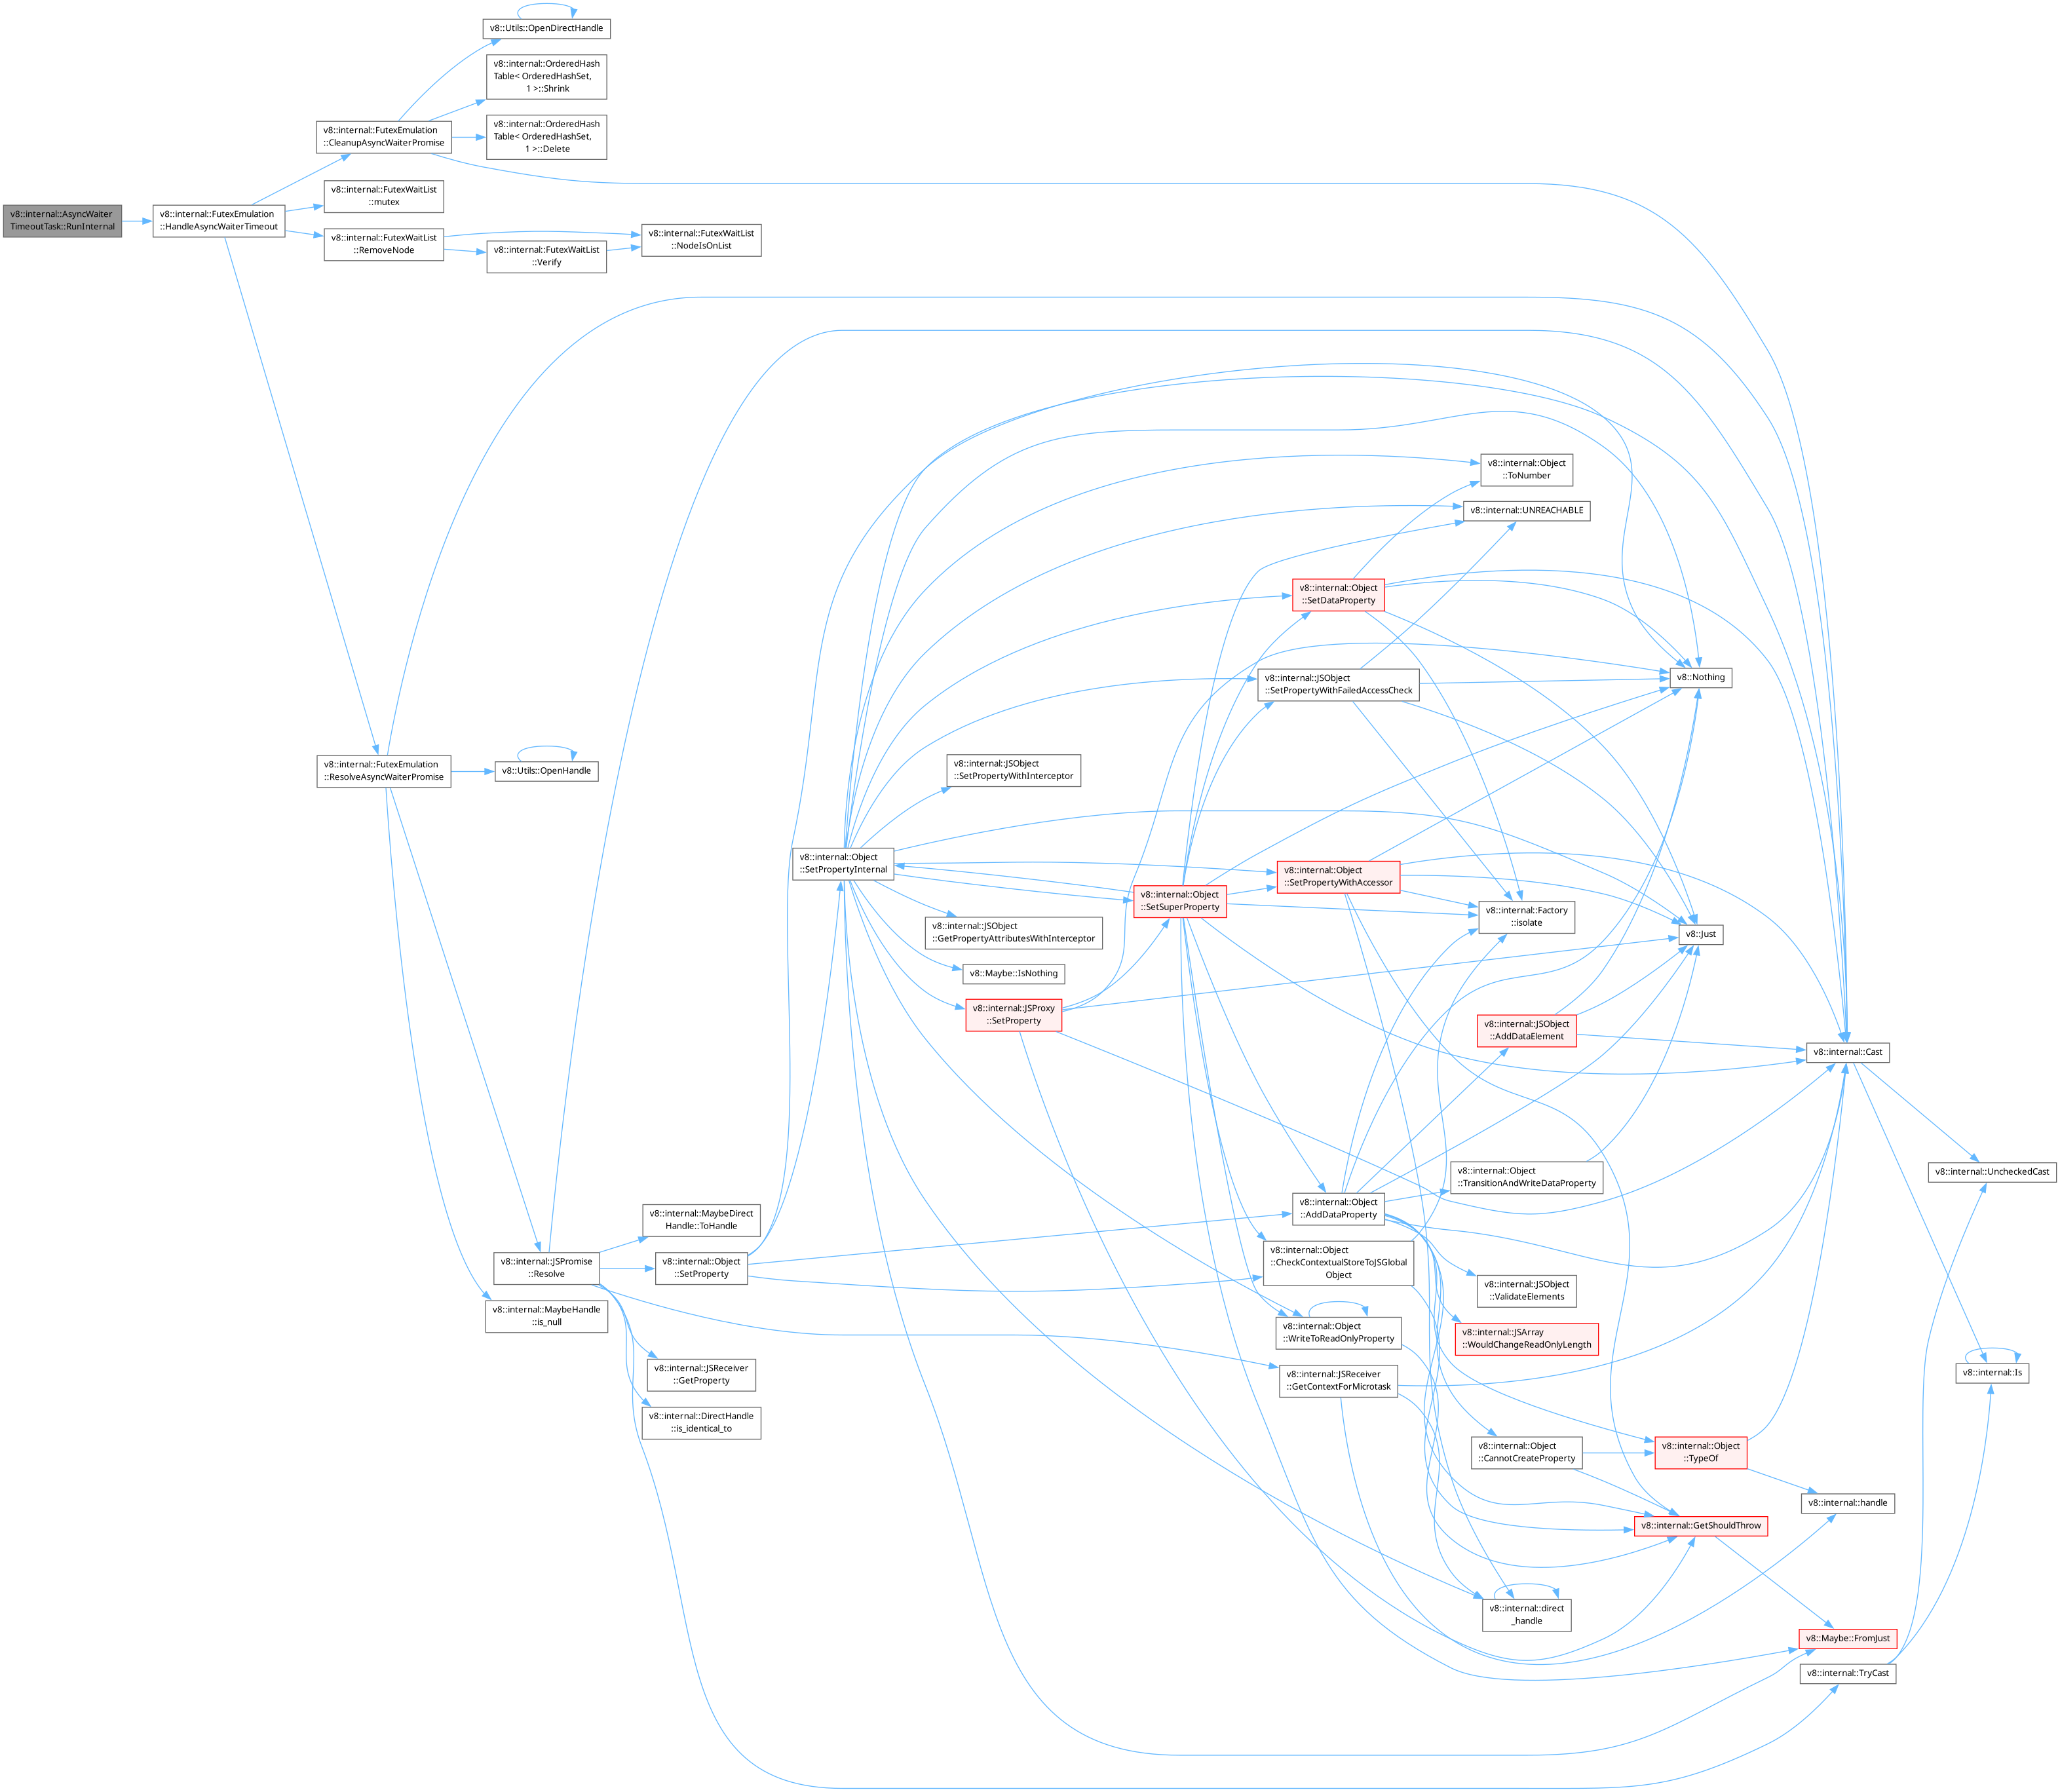 v8::internal::AsyncWaiter
TimeoutTask::RunInternal
v8::internal::FutexEmulation
::HandleAsyncWaiterTimeout
v8::internal::FutexEmulation
::CleanupAsyncWaiterPromise
v8::Utils::OpenDirectHandle
v8::internal::OrderedHash
Table< OrderedHashSet,
1 >::Shrink
v8::internal::OrderedHash
Table< OrderedHashSet,
1 >::Delete
v8::internal::FutexWaitList
::mutex
v8::internal::FutexWaitList
::RemoveNode
v8::internal::FutexWaitList
::Verify
v8::internal::FutexWaitList
::NodeIsOnList
v8::internal::FutexEmulation
::ResolveAsyncWaiterPromise
v8::Utils::OpenHandle
v8::internal::JSPromise
::Resolve
v8::internal::MaybeHandle
::is_null
v8::internal::MaybeDirect
Handle::ToHandle
v8::internal::Object
::SetProperty
v8::internal::JSReceiver
::GetProperty
v8::internal::DirectHandle
::is_identical_to
v8::internal::Object
::SetPropertyInternal
v8::internal::JSObject
::SetPropertyWithInterceptor
v8::internal::JSObject
::GetPropertyAttributesWithInterceptor
v8::Maybe::IsNothing
v8::internal::JSProxy
::SetProperty
v8::internal::Object
::SetSuperProperty
v8::internal::Object
::SetDataProperty
v8::internal::JSObject
::SetPropertyWithFailedAccessCheck
v8::internal::Object
::SetPropertyWithAccessor
v8::internal::Object
::AddDataProperty
v8::internal::Object
::CheckContextualStoreToJSGlobal
Object
v8::internal::Object
::WriteToReadOnlyProperty
v8::internal::JSReceiver
::GetContextForMicrotask
v8::internal::Object
::ToNumber
v8::internal::UNREACHABLE
v8::internal::Factory
::isolate
v8::internal::JSObject
::AddDataElement
v8::internal::Object
::TransitionAndWriteDataProperty
v8::internal::JSObject
::ValidateElements
v8::internal::JSArray
::WouldChangeReadOnlyLength
v8::internal::Object
::CannotCreateProperty
v8::internal::direct
_handle
v8::Nothing
v8::Just
v8::internal::Object
::TypeOf
v8::internal::GetShouldThrow
v8::internal::Cast
v8::internal::handle
v8::Maybe::FromJust
v8::internal::TryCast
v8::internal::UncheckedCast
v8::internal::Is